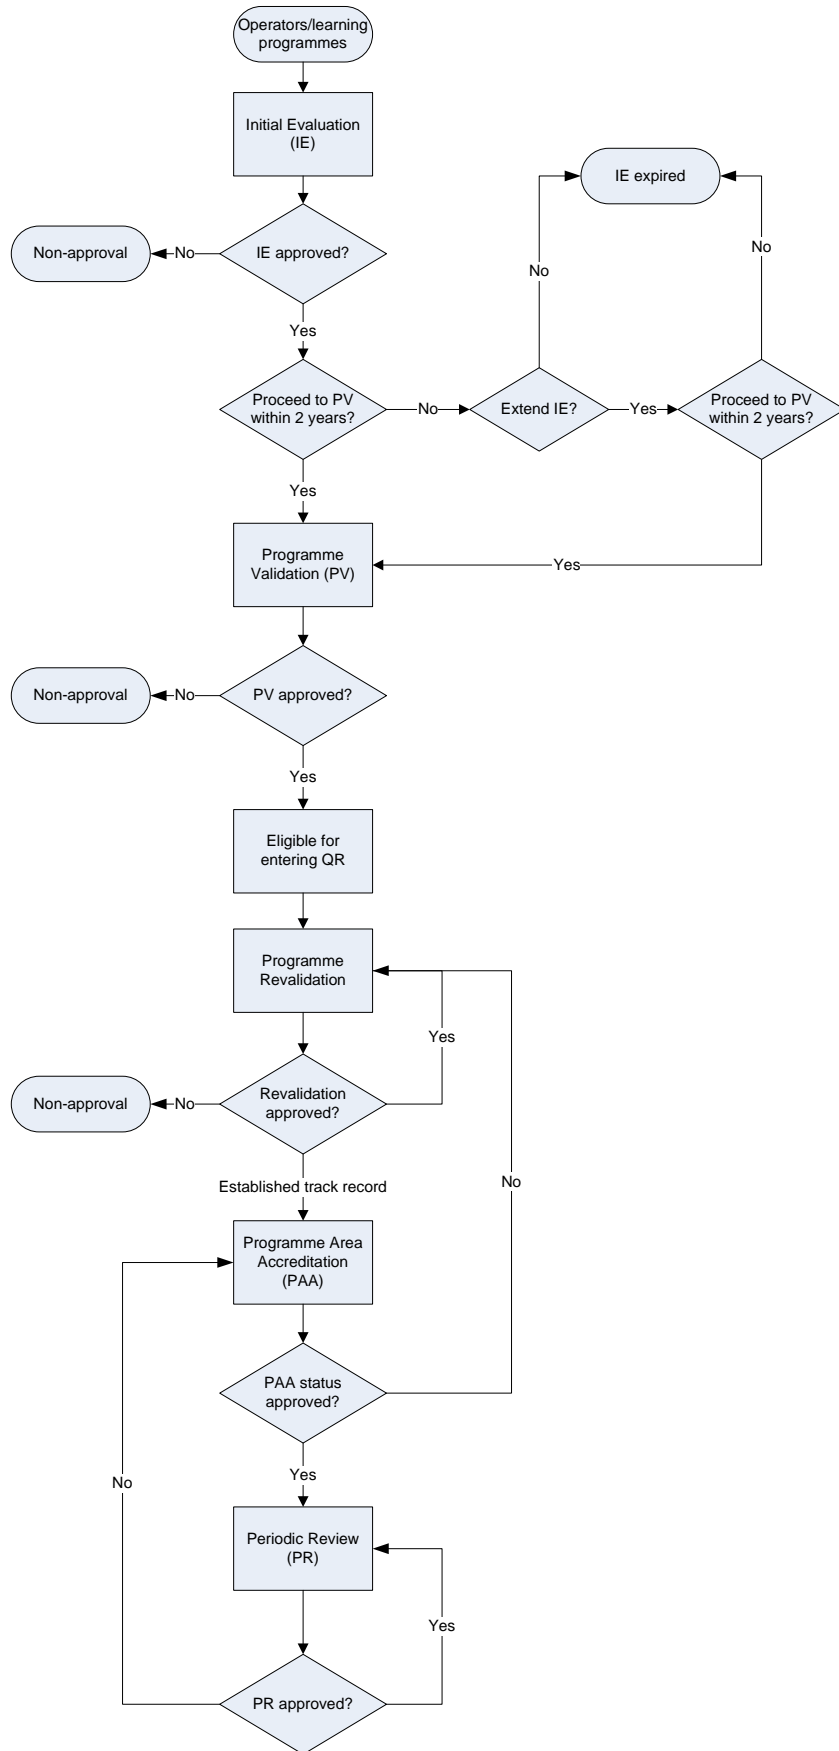 Operators/learning
programmes
Initial Evaluation
(IE)
IE expired
Non-approval
No
IE approved?
No
No
Yes
Proceed to PV
within 2 years?
No
Extend IE?
Yes
Proceed to PV
within 2 years?
Yes
Programme
Validation (PV)
Yes
Non-approval
No
PV approved?
Yes
Eligible for
entering QR
Programme
Revalidation
Yes
Non-approval
No
Revalidation
approved?
No
Established track record
Programme Area
Accreditation
(PAA)
PAA status
approved?
No
Yes
Periodic Review
(PR)
Yes
PR approved?